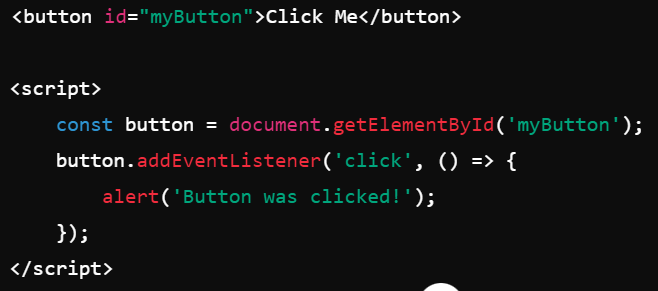 <button id="myButton">Click Me</button>
<script>
const button = document.getElementById('myButton');
button.addEventListener('click', () => {
alert('Button was clicked!');
});
</script>